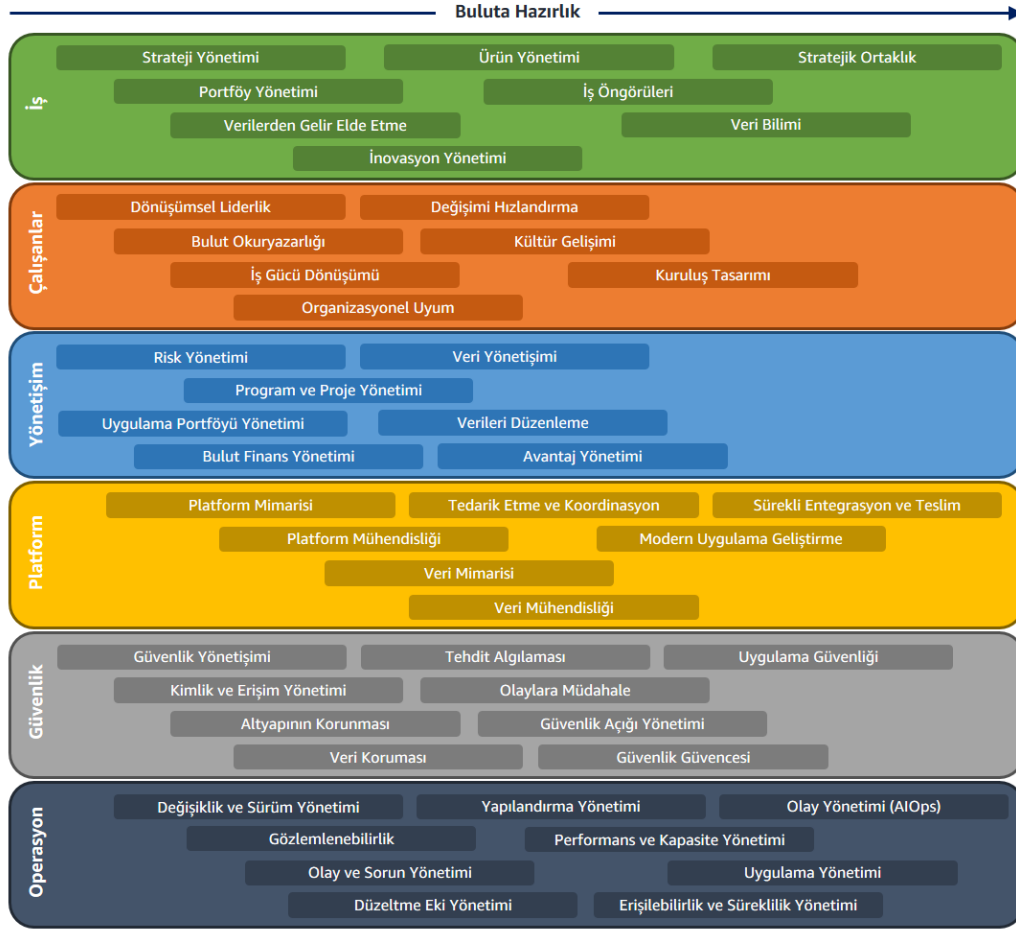 Buluta Hazırlık
İş
Strateji Yönetimi
Ürün Yönetimi
Stratejik Ortaklık
Portföy Yönetimi
İş Öngörüleri
Verilerden Gelir Elde Etme
Veri Bilimi
İnovasyon Yönetimi
Çalışanlar
Dönüşümsel Liderlik
Değişimi Hızlandırma
Bulut Okuryazarlığı
Kültür Gelişimi
İş Gücü Dönüşümü
Kuruluş Tasarımı
Organizasyonel Uyum
Yönetişim
Risk Yönetimi
Veri Yönetişimi
Program ve Proje Yönetimi
Uygulama Portföyü Yönetimi
Verileri Düzenleme
Bulut Finans Yönetimi
Avantaj Yönetimi
Platform
Platform Mimarisi
Tedarik Etme ve Koordinasyon
Sürekli Entegrasyon ve Teslim
Platform Mühendisliği
Modern Uygulama Geliştirme
Veri Mimarisi
Veri Mühendisliği
Güvenlik
Güvenlik Yönetişimi
Tehdit Algılaması
Uygulama Güvenliği
Kimlik ve Erişim Yönetimi
Olaylara Müdahale
Altyapının Korunması
Güvenlik Açığı Yönetimi
Veri Koruması
Güvenlik Güvencesi
Operasyon
Değişiklik ve Sürüm Yönetimi
Yapılandırma Yönetimi
Olay Yönetimi (AIOps)
Gözlemlenebilirlik
Performans ve Kapasite Yönetimi
Olay ve Sorun Yönetimi
Uygulama Yönetimi
Düzeltme Eki Yönetimi
Erişilebilirlik ve Süreklilik Yönetimi